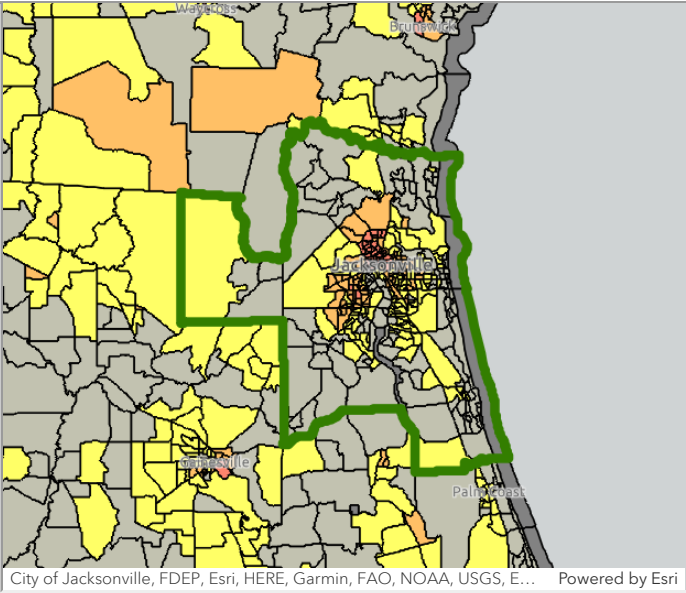 Waycross
Brunswick
Jacksonville
Gainesville
Palm Coast
City of Jacksonville, FDEP, Esri, HERE, Garmin, FAO, NOAA, USGS, E... Powered by Esri